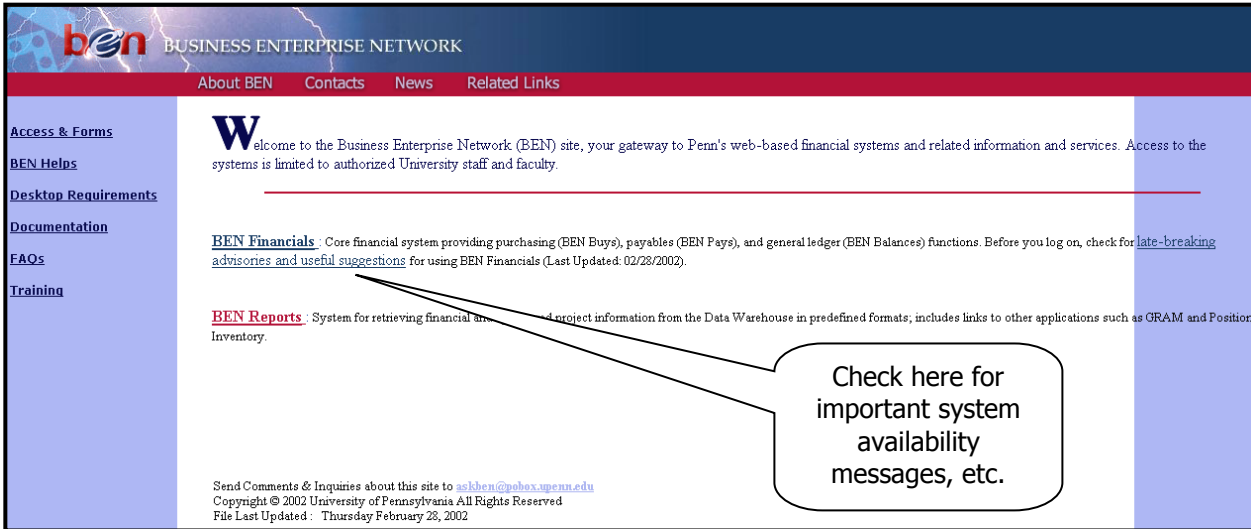 ben BUSINESS ENTERPRISE NETWORK
About BEN Contacts News Related Links
Access & Forms
BEN Helps
Desktop Requirements
Documentation
FAQs
Training
Welcome to the Business Enterprise Network (BEN) site, your gateway to Penn's web-based financial systems and related information and services. Access to the
systems is limited to authorized University staff and faculty.
BEN Financials : Core financial system providing purchasing (BEN Buys), payables (BEN Pays), and general ledger (BEN Balances) functions. Before you log on, check for late-breaking
advisories and useful suggestions for using BEN Financials (Last Updated: 02/28/2002).
BEN Reports : System for retrieving financial and project information from the Data Warehouse in predefined formats; includes links to other applications such as GRAM and Position
Inventory.
Check here for
important system
availability
messages, etc.
Send Comments & Inquiries about this site to askben@pobox.upenn.edu
Copyright © 2002 University of Pennsylvania All Rights Reserved
File Last Updated : Thursday February 28, 2002